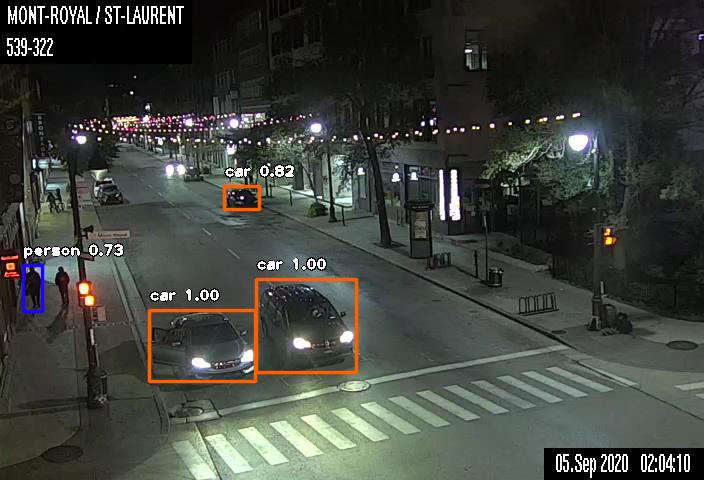 MONT-ROYAL / ST-LAURENT
539-322
car 0.82
person 0.73
car 1.00
car 1.00
05.Sep 2020 02:04:10